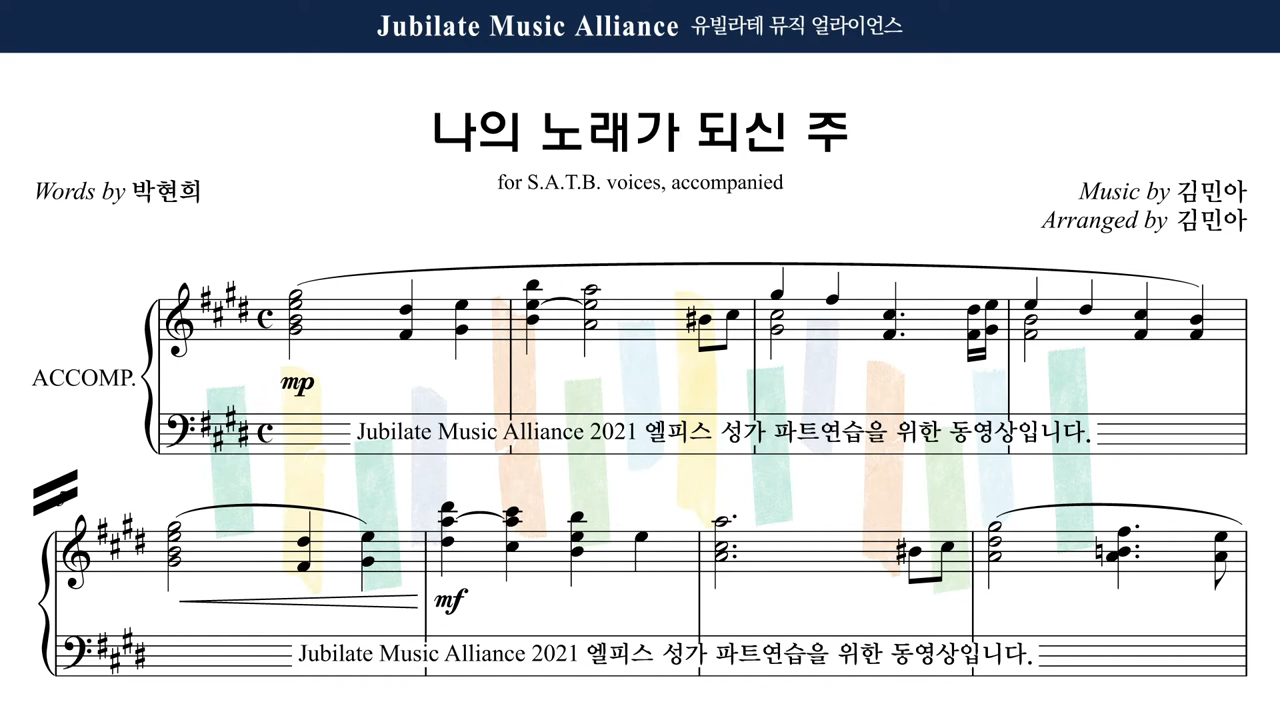 Jubilate Music Alliance 유빌라테 뮤직 얼라이언스
나의 노래가 되신 주
for S.A.T.B. voices, accompanied
Words by 박현희
Music by 김민아
Arranged by 김민아
ACCOMP.
mp
Jubilate Music Alliance 2021 엘피스 성가 파트연습을 위한 동영상입니다.
mf
Jubilate Music Alliance 2021 엘피스 성가 파트연습을 위한 동영상입니다.